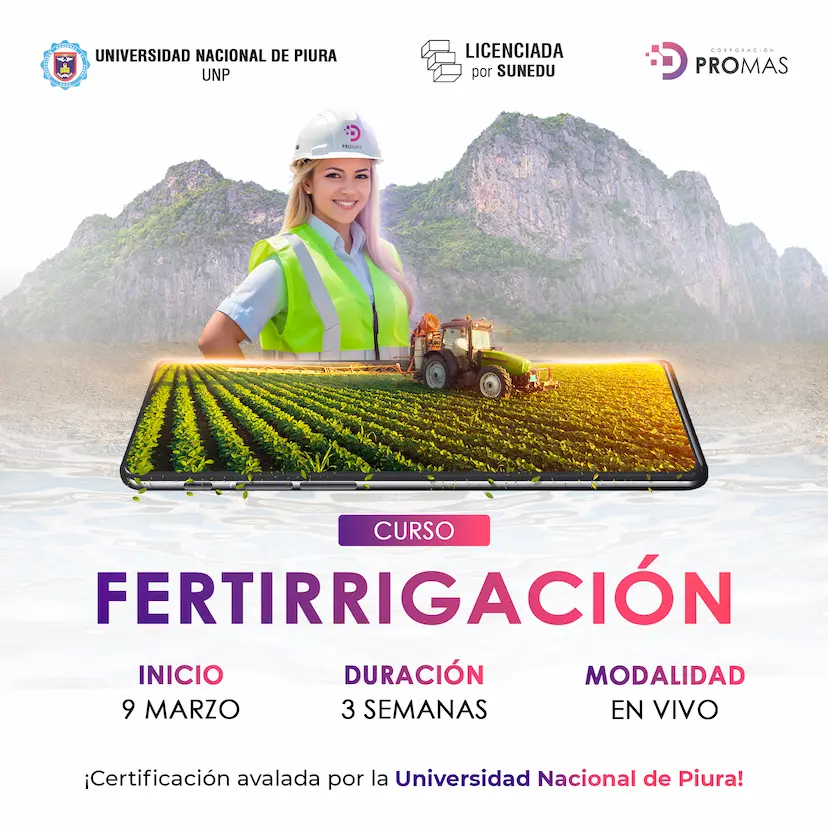 UNIVERSIDAD NACIONAL DE PIURA
UNP
LICENCIADA
por SUNEDU
CORPORACIÓN
PROMAS
PROMAS
CURSO
FERTIRRIGACIÓN
INICIO
9 MARZO
DURACIÓN
3 SEMANAS
MODALIDAD
EN VIVO
¡Certificación avalada por la Universidad Nacional de Piura!